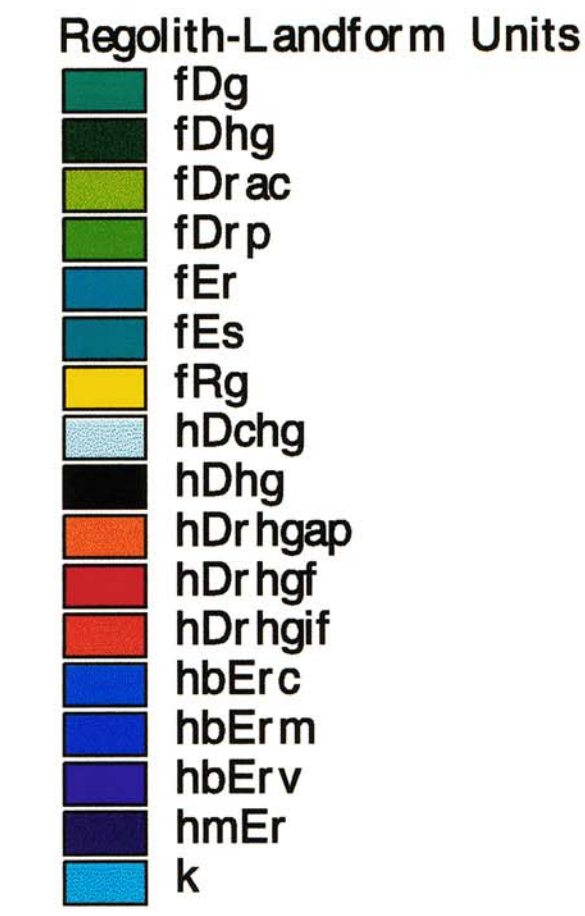 Regolith-Landform Units
fDg
fDhg
fDrac
fDrp
fEr
fEs
fRg
hDchg
hDhg
hDrhgap
hDrhgf
hDrhgif
hbErc
hbErm
hbErv
hmEr
k